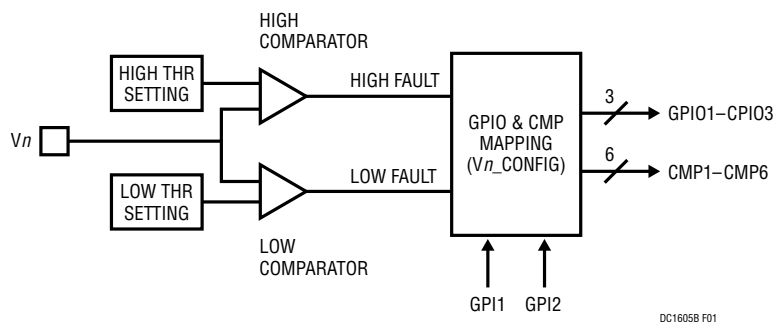 HIGH
COMPARATOR
HIGH THR
SETTING
HIGH FAULT
Vn
GPIO & CMP
MAPPING
(Vn_CONFIG)
3
GPIO1–CPIO3
6
CMP1–CMP6
LOW THR
SETTING
LOW FAULT
LOW
COMPARATOR
GPI1
GPI2
DC1605B F01